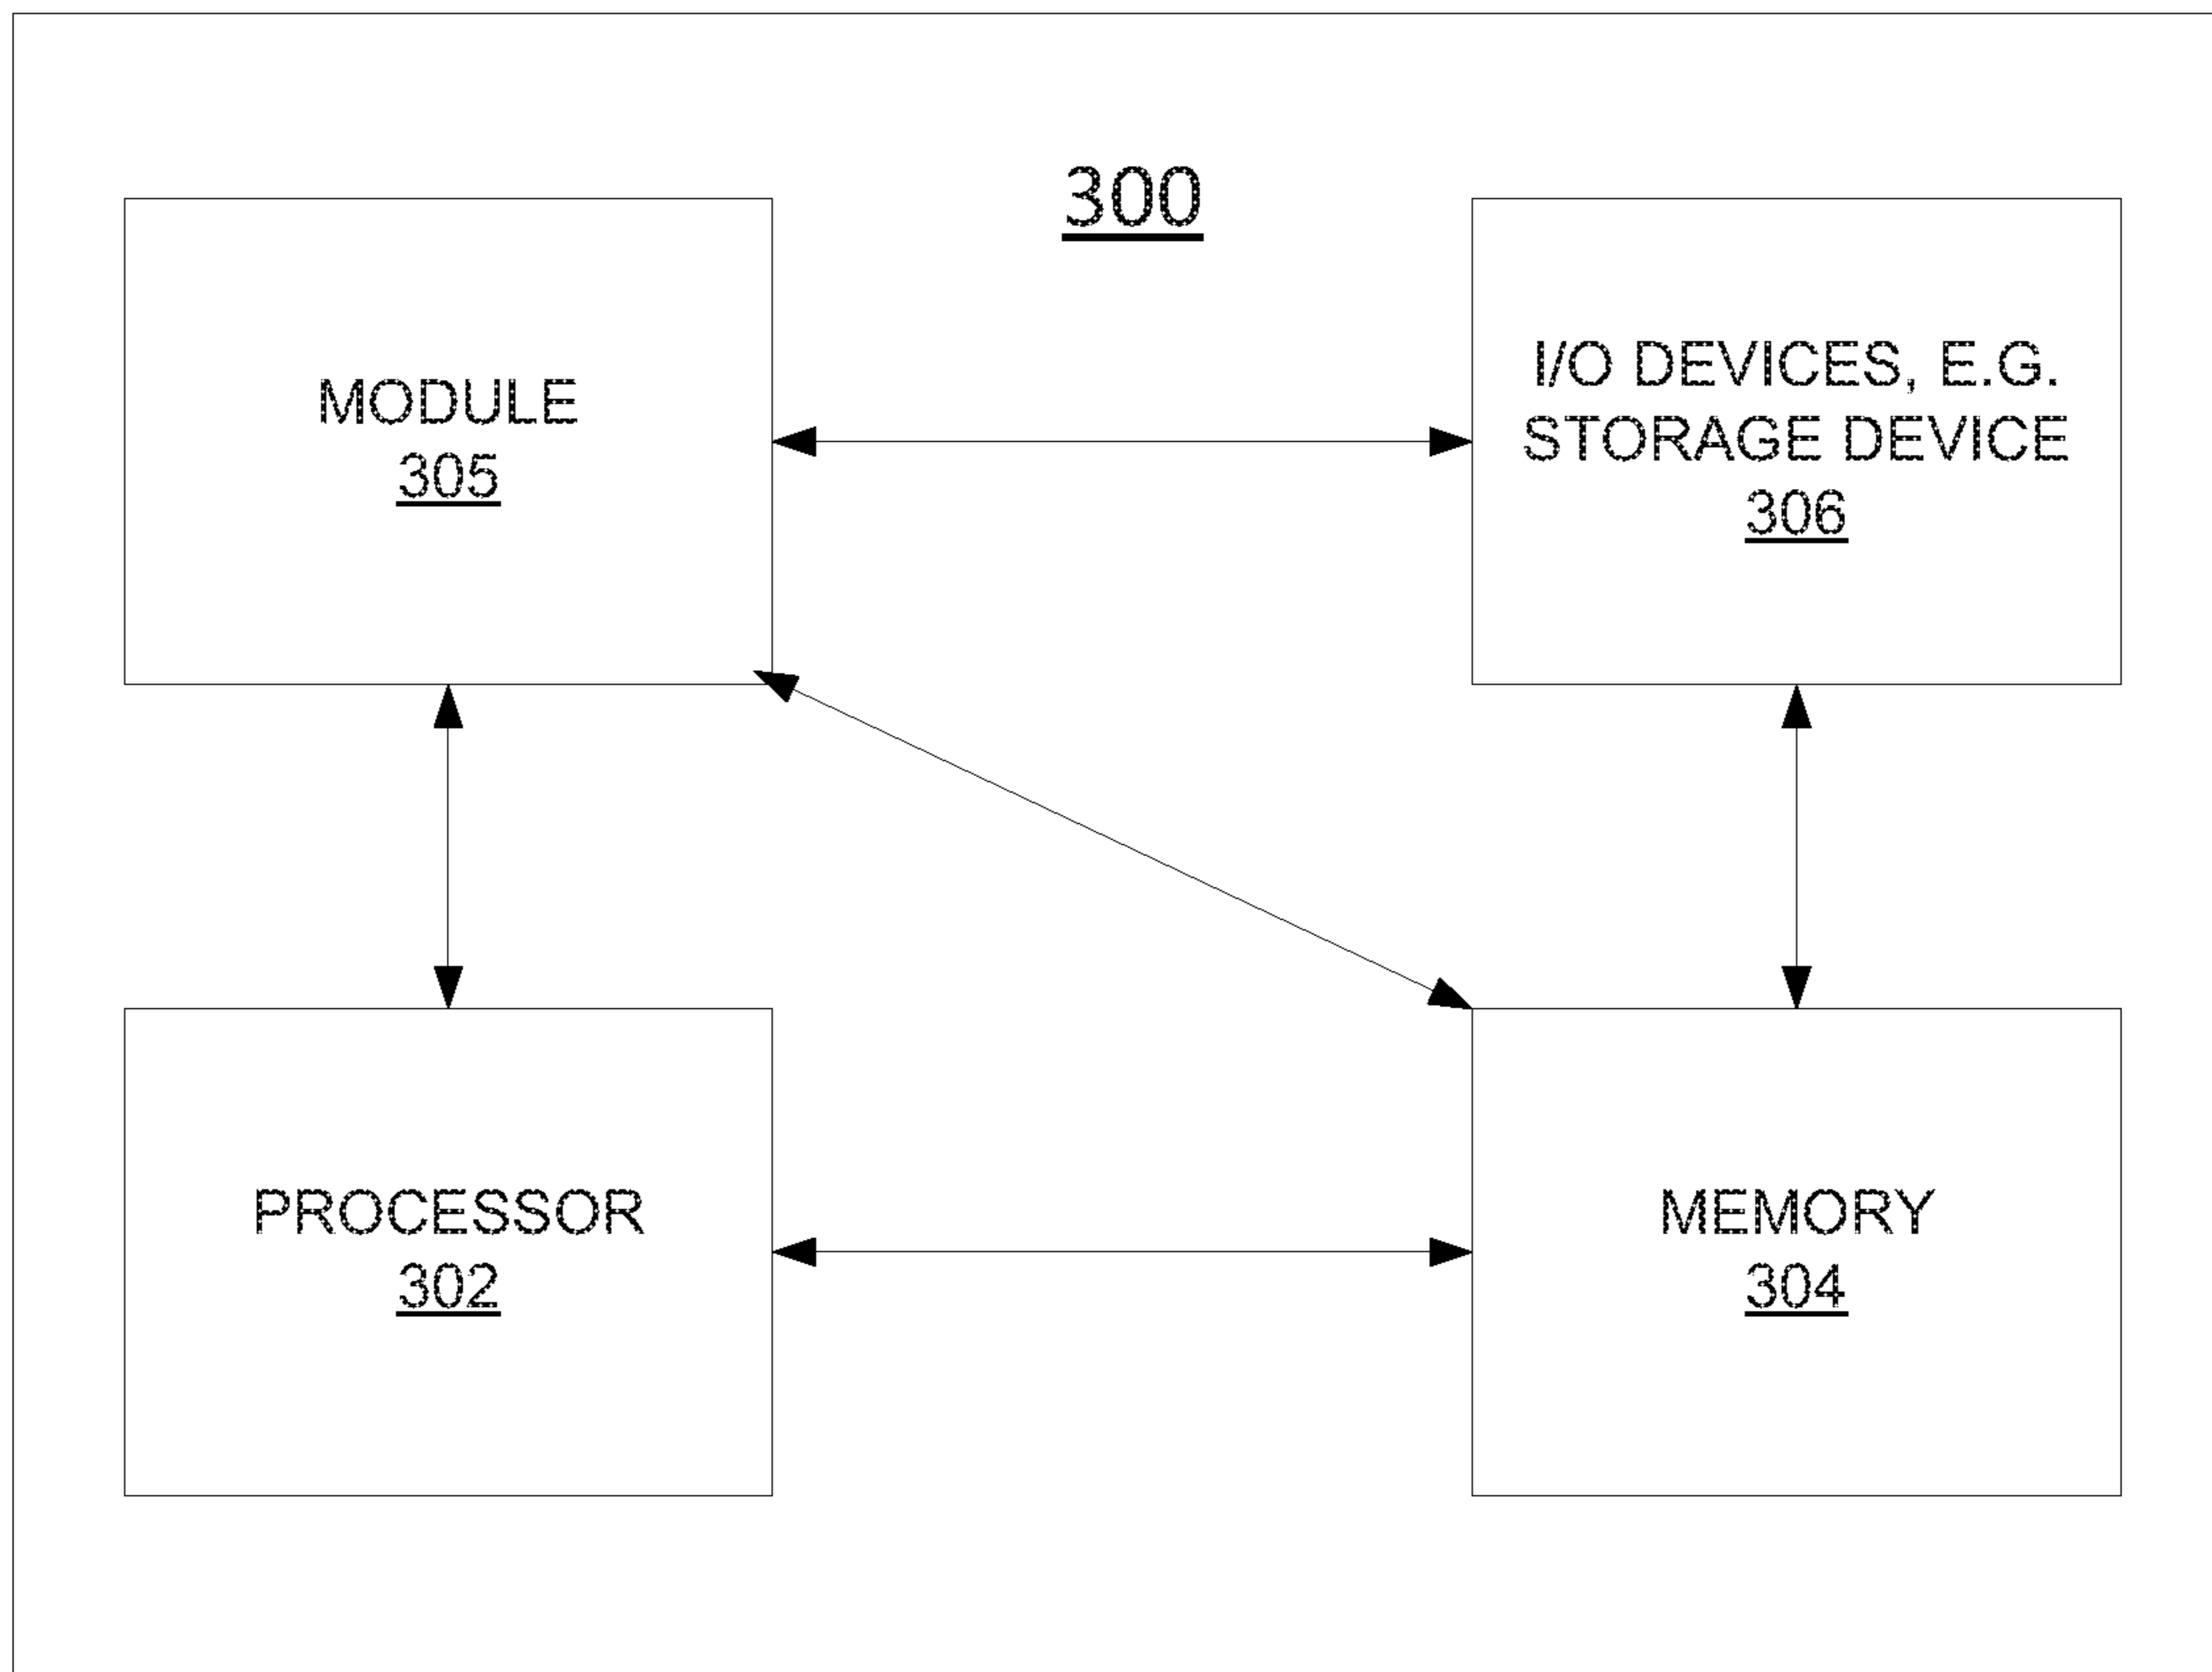 300
MODULE
305
I/O DEVICES, E.G.
STORAGE DEVICE
306
PROCESSOR
302
MEMORY
304